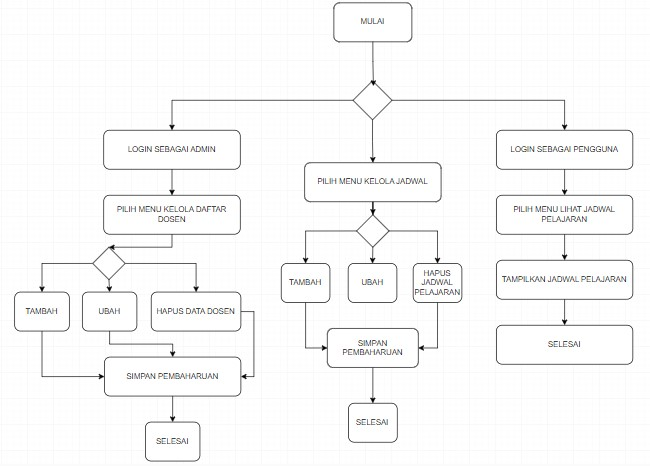 MULAI
LOGIN SEBAGAI ADMIN
PILIH MENU KELOLA DAFTAR
DOSEN
TAMBAH
UBAH
HAPUS DATA DOSEN
SIMPAN PEMBAHARUAN
SELESAI
PILIH MENU KELOLA JADWAL
TAMBAH
UBAH
HAPUS
JADWAL
PELAJARAN
SIMPAN
PEMBAHARUAN
SELESAI
LOGIN SEBAGAI PENGGUNA
PILIH MENU LIHAT JADWAL
PELAJARAN
TAMPILKAN JADWAL PELAJARAN
SELESAI